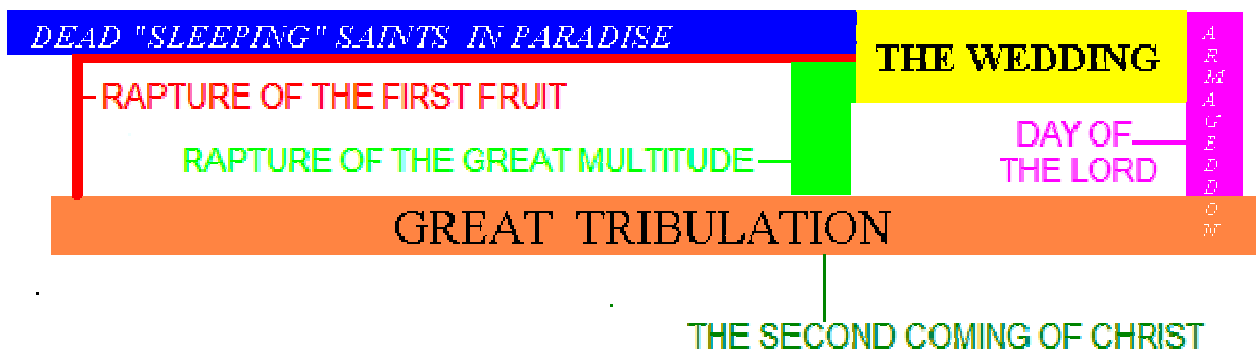 DEAD "SLEEPING" SAINTS IN PARADISE
THE WEDDING
ARMAGEDDON
RAPTURE OF THE FIRST FRUIT
RAPTURE OF THE GREAT MULTITUDE
DAY OF
THE LORD
GREAT TRIBULATION
THE SECOND COMING OF CHRIST